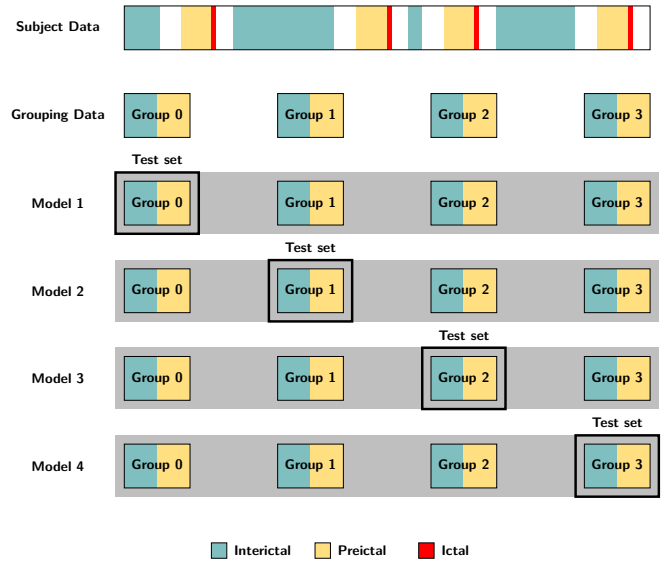 Subject Data
Grouping Data
Group 0 Group 1 Group 2 Group 3
Test set
Model 1
Group 0 Group 1 Group 2 Group 3
Test set
Model 2
Group 0 Group 1 Group 2 Group 3
Test set
Model 3
Group 0 Group 1 Group 2 Group 3
Test set
Model 4
Group 0 Group 1 Group 2 Group 3
Interictal Preictal Ictal